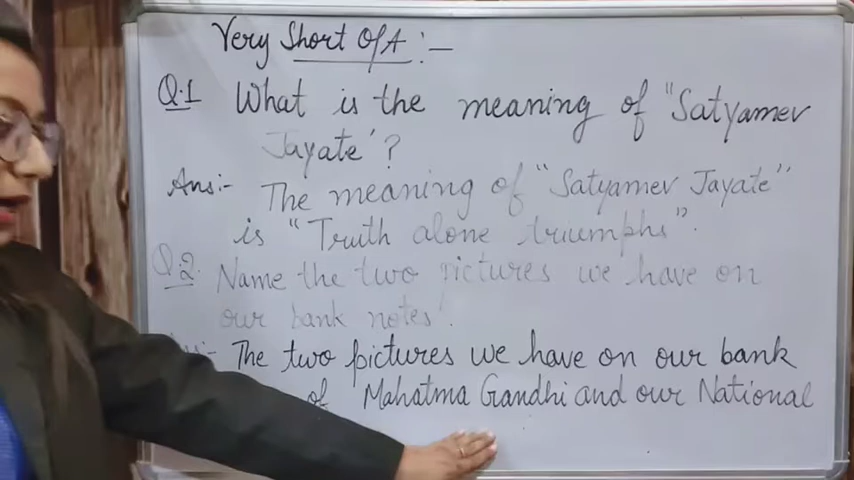 Very Short Q/A :-
Q.1 What is the meaning of "Satyamev
Jayate'?
Ans:- The meaning of "Satyamev Jayate"
is "Truth alone triumphs".
Q.2. Name the two pictures we have on
our bank notes'.
:- The two pictures we have on our bank
of Mahatma Gandhi and our National